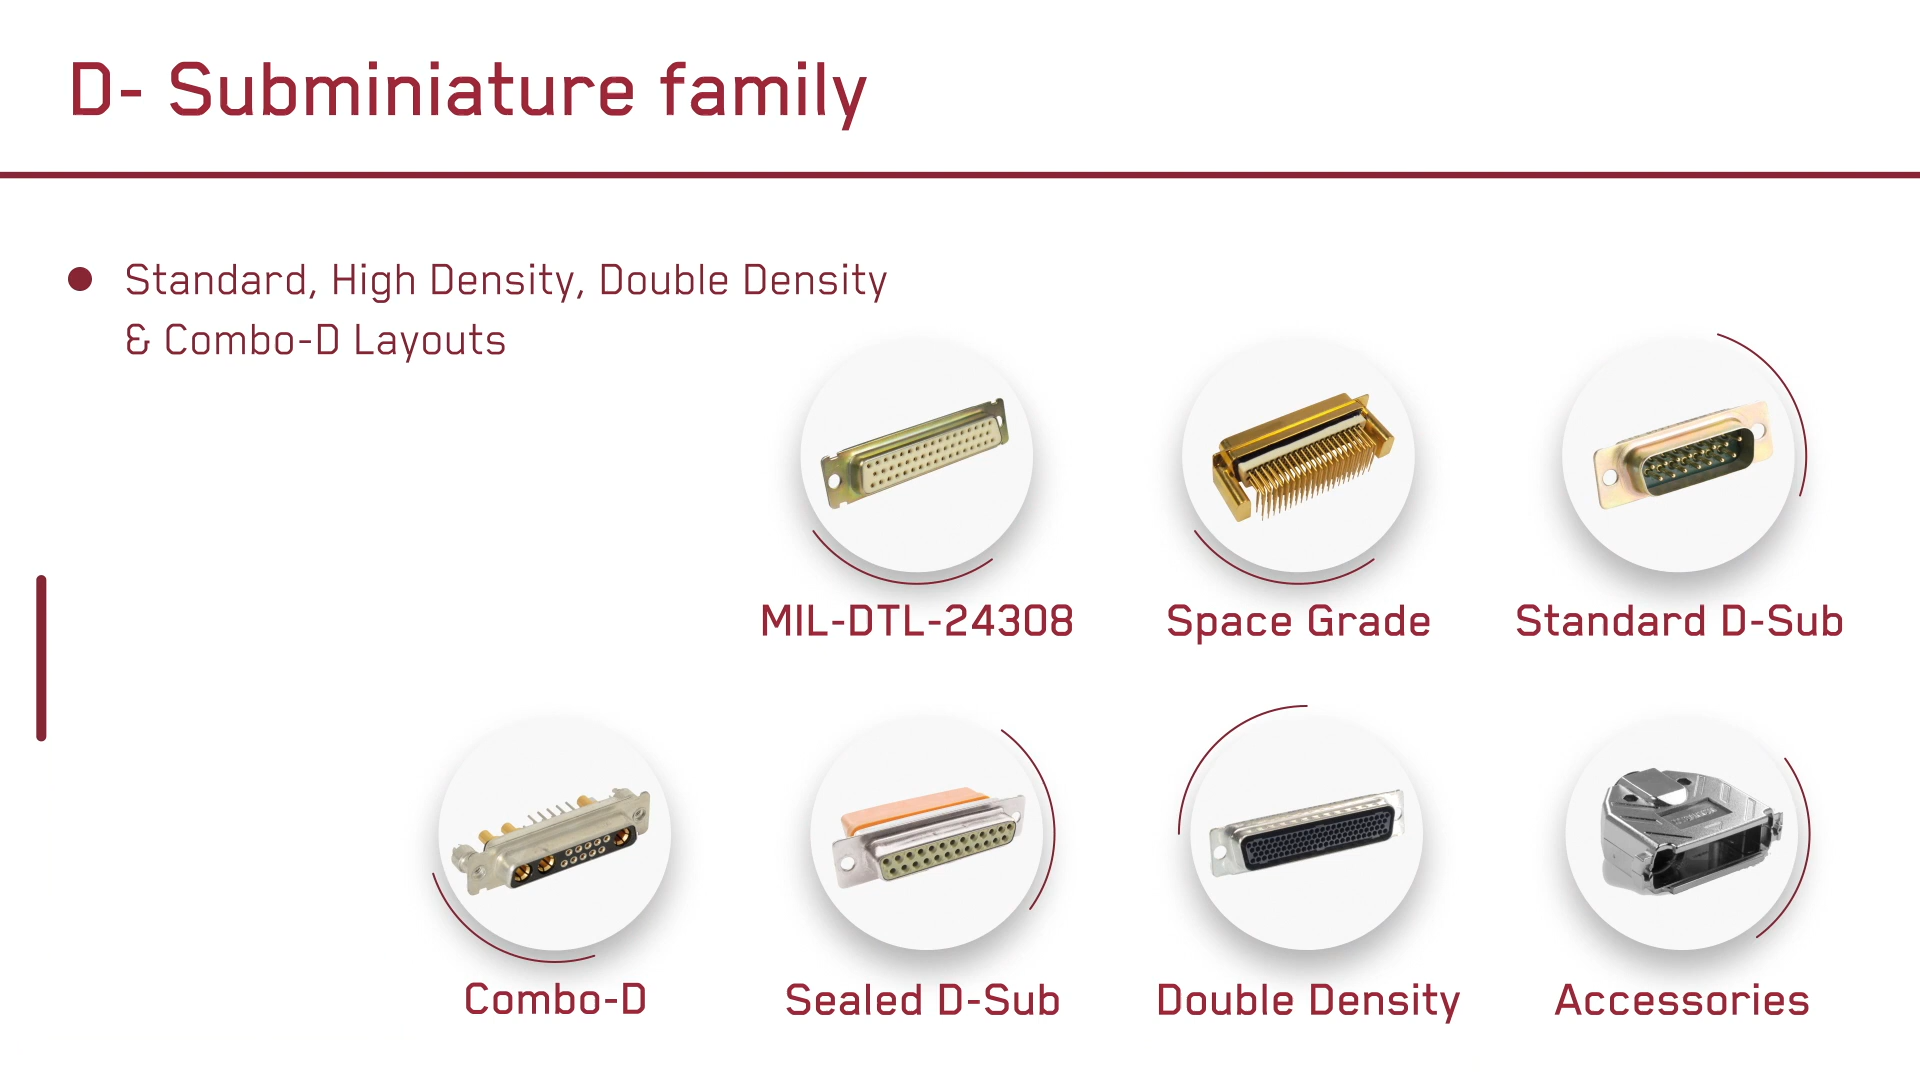 D- Subminiature family
Standard, High Density, Double Density
& Combo-D Layouts
MIL-DTL-24308
Space Grade
Standard D-Sub
Combo-D
Sealed D-Sub
Double Density
Accessories